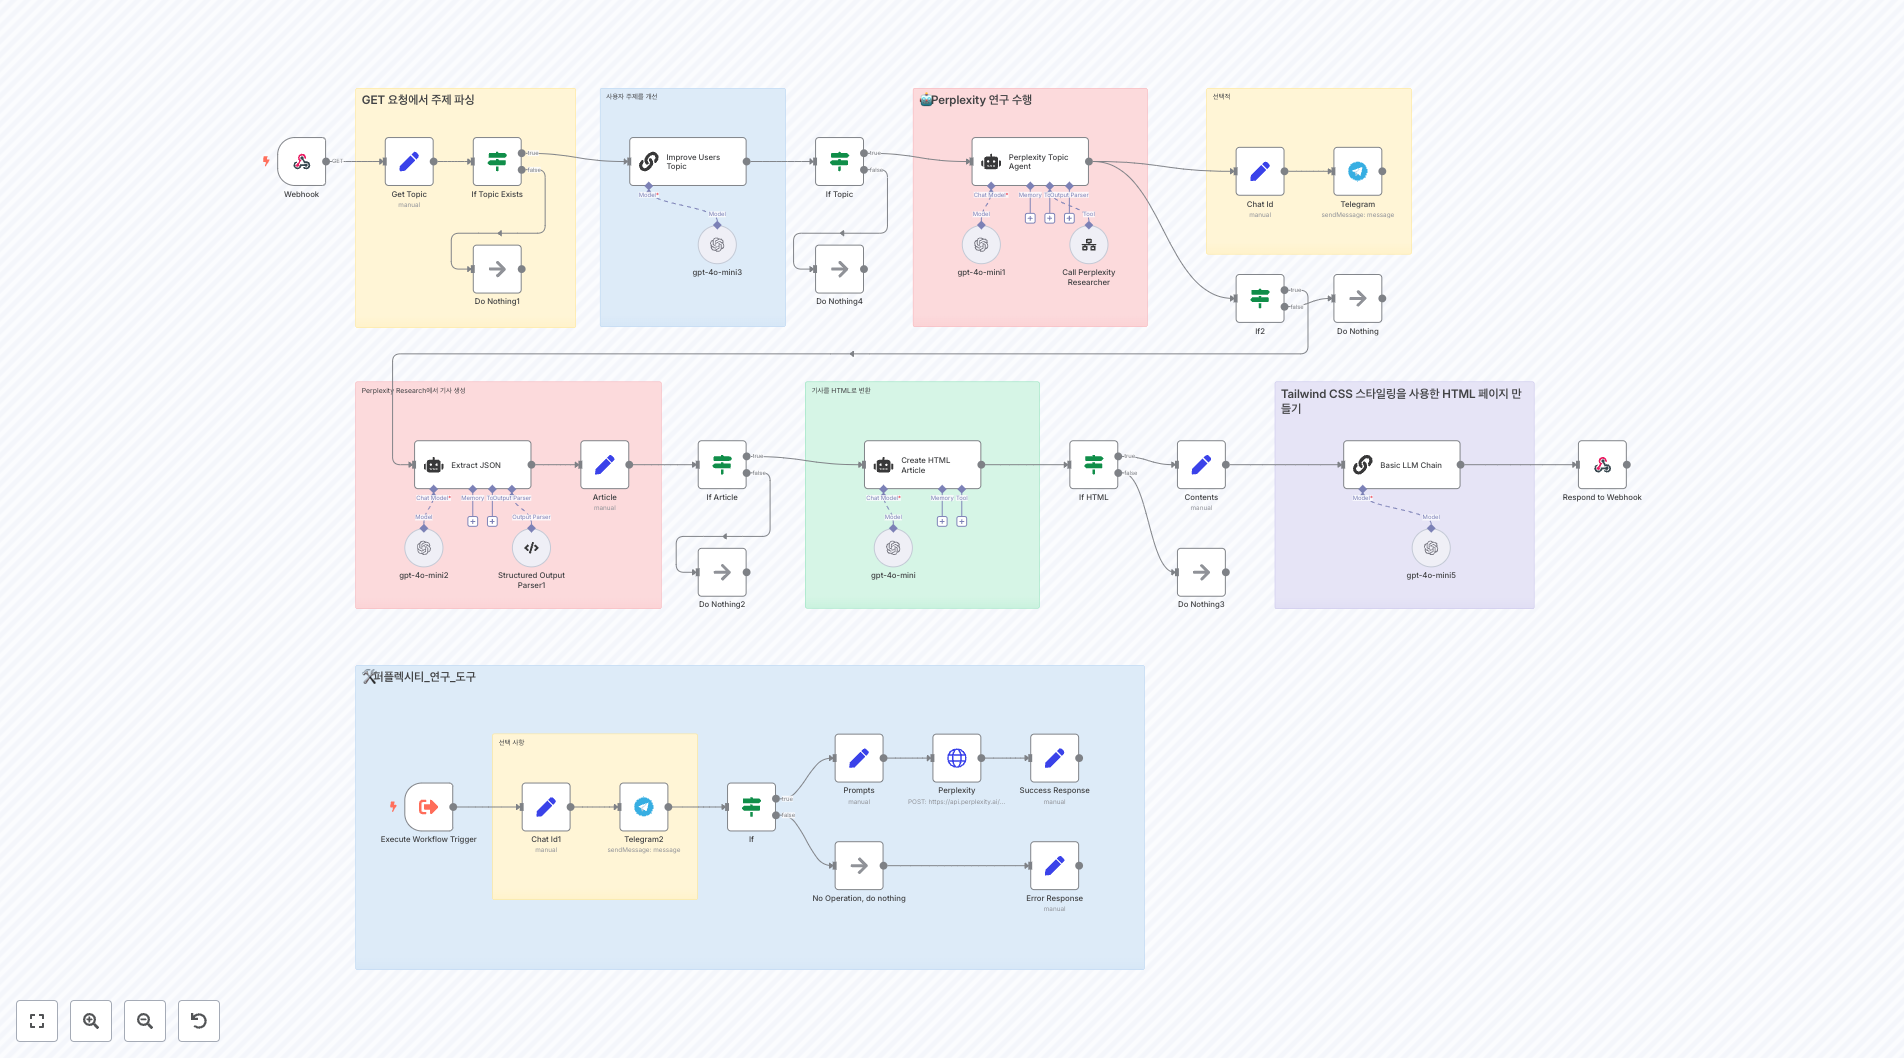 GET 요청에서 주제 파싱
Webhook
GET
Get Topic
manual
If Topic Exists
true
false
Do Nothing1
사용자 주제를 개선
Improve Users
Topic
Model*
Model
gpt-4o-mini3
If Topic
true
false
Do Nothing4
🤖Perplexity 연구 수행
Perplexity Topic
Agent
Chat Model*
Memory
Output Parser
Model
Tool
gpt-4o-mini1
Call Perplexity
Researcher
선택적
Chat Id
manual
Telegram
sendMessage: message
If2
true
false
Do Nothing
Perplexity Research에서 기사 생성
Extract JSON
Chat Model*
Memory
Output Parser
Model
Output Parser
gpt-4o-mini2
Structured Output
Parser1
Article
manual
If Article
true
false
Do Nothing2
기사를 HTML로 변환
Create HTML
Article
Chat Model*
Memory
Tool
Model
gpt-4o-mini
If HTML
true
false
Contents
manual
Do Nothing3
Tailwind CSS 스타일링을 사용한 HTML 페이지 만
들기
Basic LLM Chain
Model*
Model
gpt-4o-mini5
Respond to Webhook
🛠️퍼플렉시티_연구_도구
Execute Workflow Trigger
선택 사항
Chat Id1
manual
Telegram2
sendMessage: message
If
true
false
Prompts
manual
Perplexity
POST: https://api.perplexity.ai/...
Success Response
manual
No Operation, do nothing
Error Response
manual